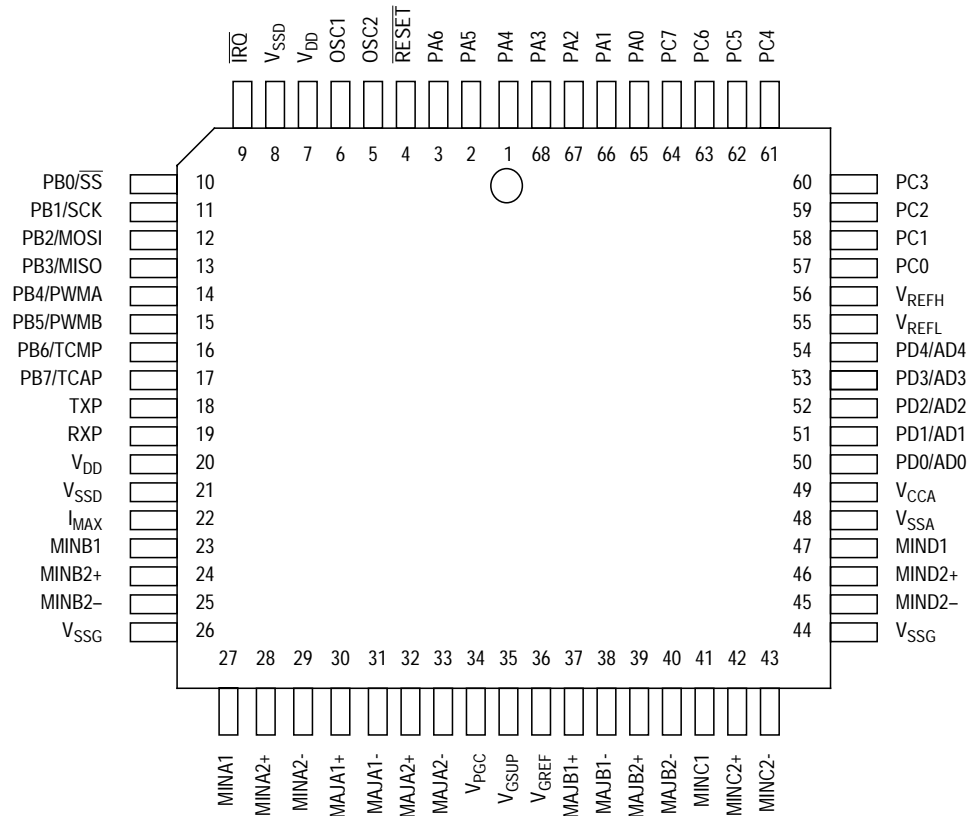 IRQ VSSD VDD OSC1 OSC2 RESET PA6 PA5 PA4 PA3 PA2 PA1 PA0 PC7 PC6 PC5 PC4
9 8 7 6 5 4 3 2 1 68 67 66 65 64 63 62 61
PB0/SS 10 60 PC3
PB1/SCK 11 59 PC2
PB2/MOSI 12 58 PC1
PB3/MISO 13 57 PC0
PB4/PWMA 14 56 VREFH
PB5/PWMB 15 55 VREFL
PB6/TCMP 16 54 PD4/AD4
PB7/TCAP 17 53 PD3/AD3
TXP 18 52 PD2/AD2
RXP 19 51 PD1/AD1
VDD 20 50 PD0/AD0
VSSD 21 49 VCCA
IMAX 22 48 VSSA
MINB1 23 47 MIND1
MINB2+ 24 46 MIND2+
MINB2– 25 45 MIND2–
VSSG 26 44 VSSG
27 28 29 30 31 32 33 34 35 36 37 38 39 40 41 42 43
MINA1 MINA2+ MINA2- MAJA1+ MAJA1- MAJA2+ MAJA2- VPGC VGSUP VGREF MAJB1+ MAJB1- MAJB2+ MAJB2- MINC1 MINC2+ MINC2-